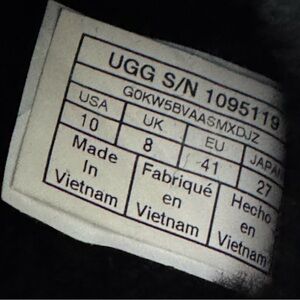 UGG S/N 1095119
G0KW5BVAASMXDJZ
USA UK EU JAPAN
10 8 41 27
Made Fabriqué Hecho
In en en
Vietnam Vietnam Vietnam